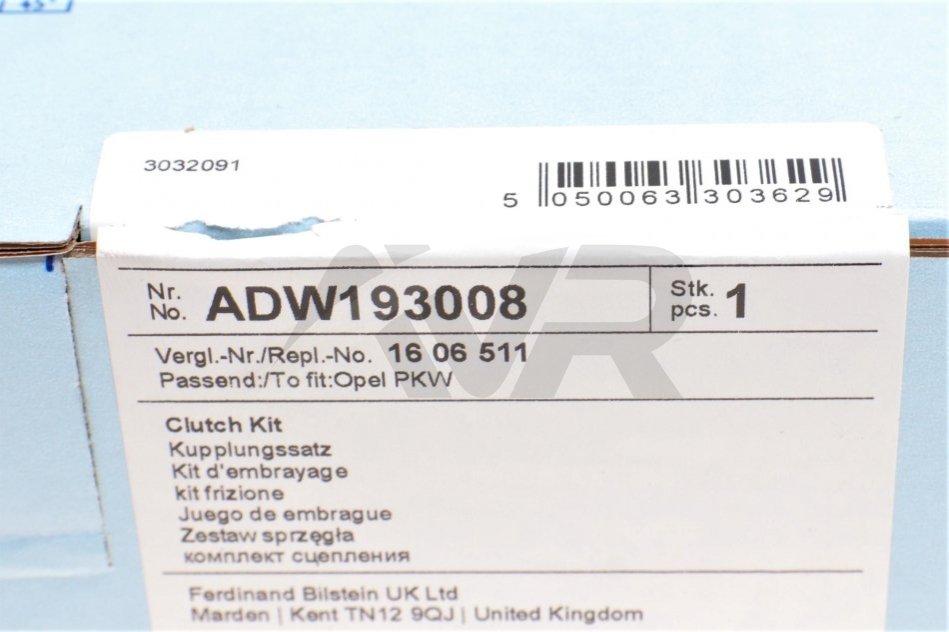 45°
3032091
5 050063 303629
Nr.
No. ADW193008
Stk.
pcs. 1
Vergl.-Nr./Repl.-No. 16 06 511
Passend:/To fit:Opel PKW
Clutch Kit
Kupplungssatz
Kit d'embrayage
kit frizione
Juego de embrague
Zestaw sprzęgła
комплект сцепления
Ferdinand Bilstein UK Ltd
Marden | Kent TN12 9QJ | United Kingdom